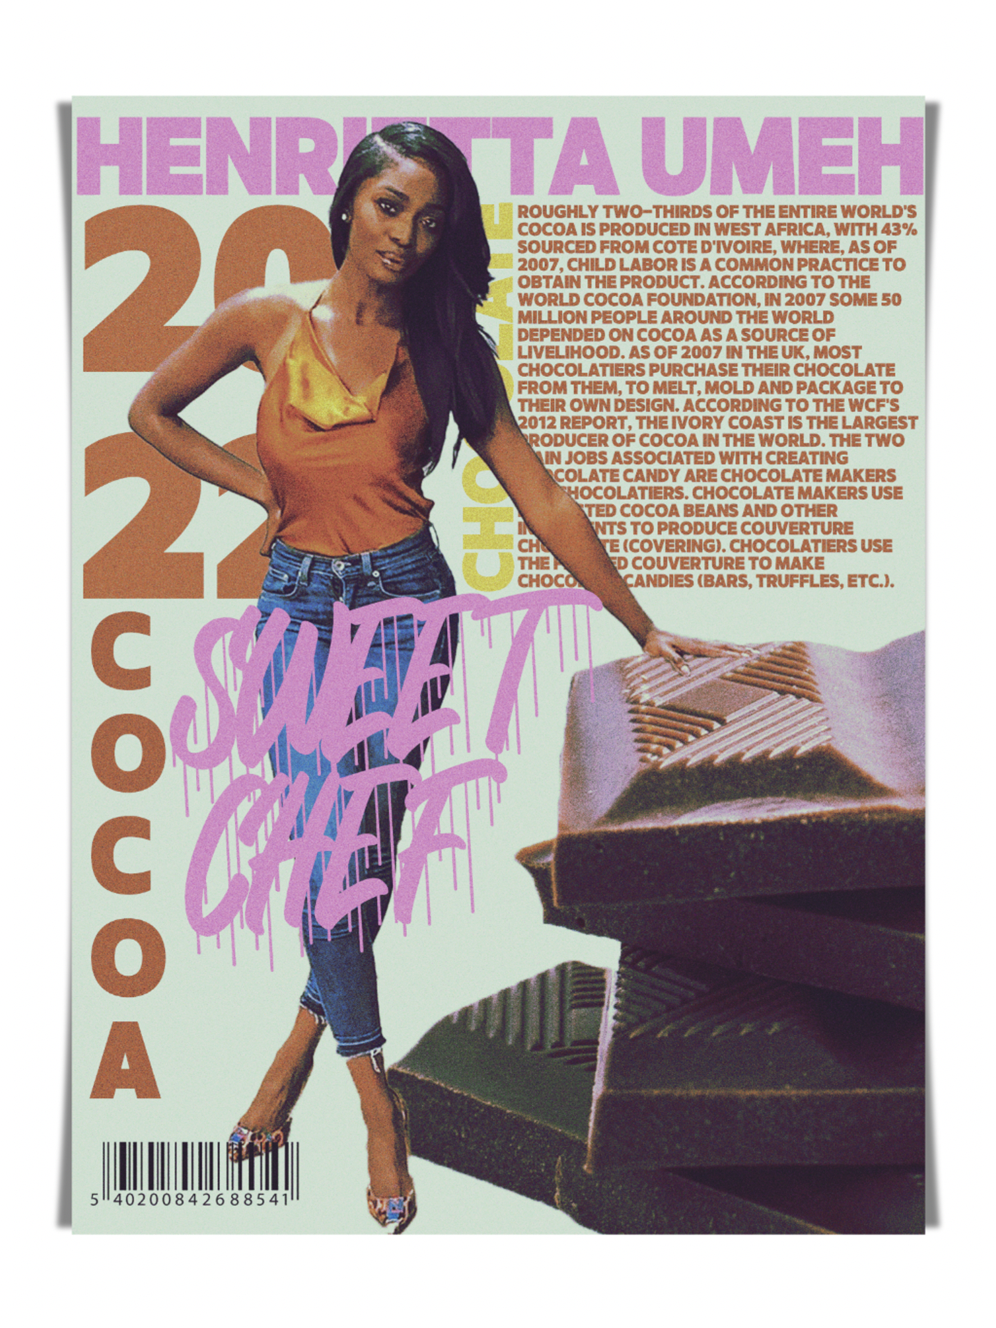 HENRIETTA UMEH
20
22
CHOCOLATE
ROUGHLY TWO-THIRDS OF THE ENTIRE WORLD'S
COCOA IS PRODUCED IN WEST AFRICA, WITH 43%
SOURCED FROM COTE D'IVOIRE, WHERE, AS OF
2007, CHILD LABOR IS A COMMON PRACTICE TO
OBTAIN THE PRODUCT. ACCORDING TO THE
WORLD COCOA FOUNDATION, IN 2007 SOME 50
MILLION PEOPLE AROUND THE WORLD
DEPENDED ON COCOA AS A SOURCE OF
LIVELIHOOD. AS OF 2007 IN THE UK, MOST
CHOCOLATIERS PURCHASE THEIR CHOCOLATE
FROM THEM, TO MELT, MOLD AND PACKAGE TO
THEIR OWN DESIGN. ACCORDING TO THE WCF'S
2012 REPORT, THE IVORY COAST IS THE LARGEST
PRODUCER OF COCOA IN THE WORLD. THE TWO
MAIN JOBS ASSOCIATED WITH CREATING
CHOCOLATE CANDY ARE CHOCOLATE MAKERS
CHOCOLATIERS. CHOCOLATE MAKERS USE
COCOA BEANS AND OTHER
INGREDIENTS TO PRODUCE COUVERTURE
CHOCOLATE (COVERING). CHOCOLATIERS USE
THE COUVERTURE TO MAKE
CHOCOLATE CANDIES (BARS, TRUFFLES, ETC.).
SWEET
CHEF
COCOA
5 402008426 88541